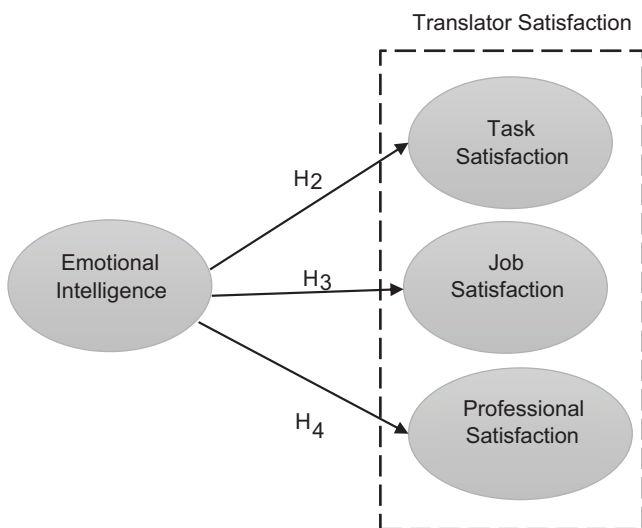 Translator Satisfaction
Task
Satisfaction
H2
Emotional
Intelligence
H3
Job
Satisfaction
H4
Professional
Satisfaction